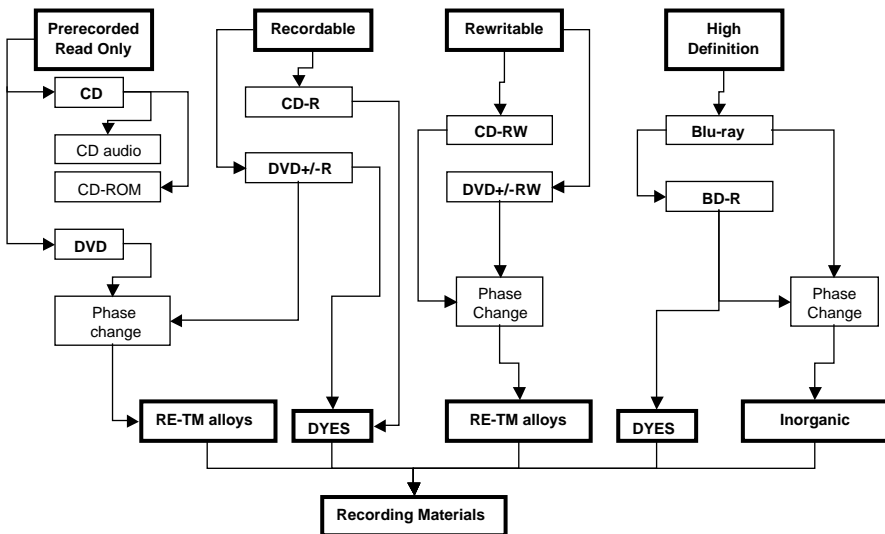 Prerecorded
Read Only
Recordable
Rewritable
High
Definition
CD
CD-R
CD-RW
Blu-ray
CD audio
CD-ROM
DVD+/-R
DVD+/-RW
BD-R
DVD
Phase
change
Phase
Change
Phase
Change
RE-TM alloys
DYES
RE-TM alloys
DYES
Inorganic
Recording Materials